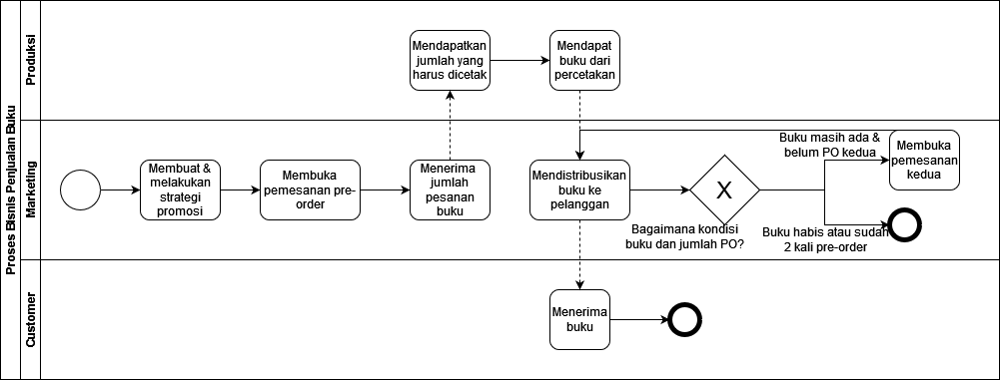 Proses Bisnis Penjualan Buku
Produksi
Mendapatkan
jumlah yang
harus dicetak
Mendapat
buku dari
percetakan
Marketing
Membuat &
melakukan
strategi
promosi
Membuka
pemesanan pre-
order
Menerima
jumlah
pesanan
buku
Mendistribusikan
buku ke
pelanggan
X
Bagaimana kondisi
buku dan jumlah PO?
Buku masih ada &
belum PO kedua
Membuka
pemesanan
kedua
Buku habis atau sudah
2 kali pre-order
Customer
Menerima
buku